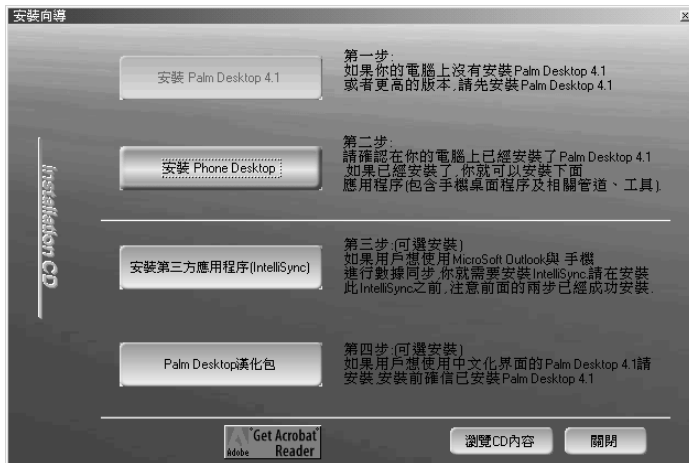 安裝向導
安裝 Palm Desktop 4.1
第一步:
如果你的電腦上沒有安裝Palm Desktop 4.1
或者更高的版本,請先安裝Palm Desktop 4.1
安裝 Phone Desktop
第二步:
請確認在你的電腦上已經安裝了Palm Desktop 4.1
,如果已經安裝了,你就可以安裝下面
應用程序(包含手機桌面程序及相關管道、工具).
installation CD
安裝第三方應用程序(IntelliSync)
第三步:(可選安裝)
如果用戶想使用MicroSoft Outlook與 手機
進行數據同步,你就需要安裝IntelliSync.請在安裝
此IntelliSync之前,注意前面的兩步已經成功安裝.
Palm Desktop漢化包
第四步:(可選安裝)
如果用戶想使用中文化界面的Palm Desktop 4.1請
安裝.安裝前確信已安裝Palm Desktop 4.1
Adobe
Get Acrobat
Reader
瀏覽CD內容
關閉